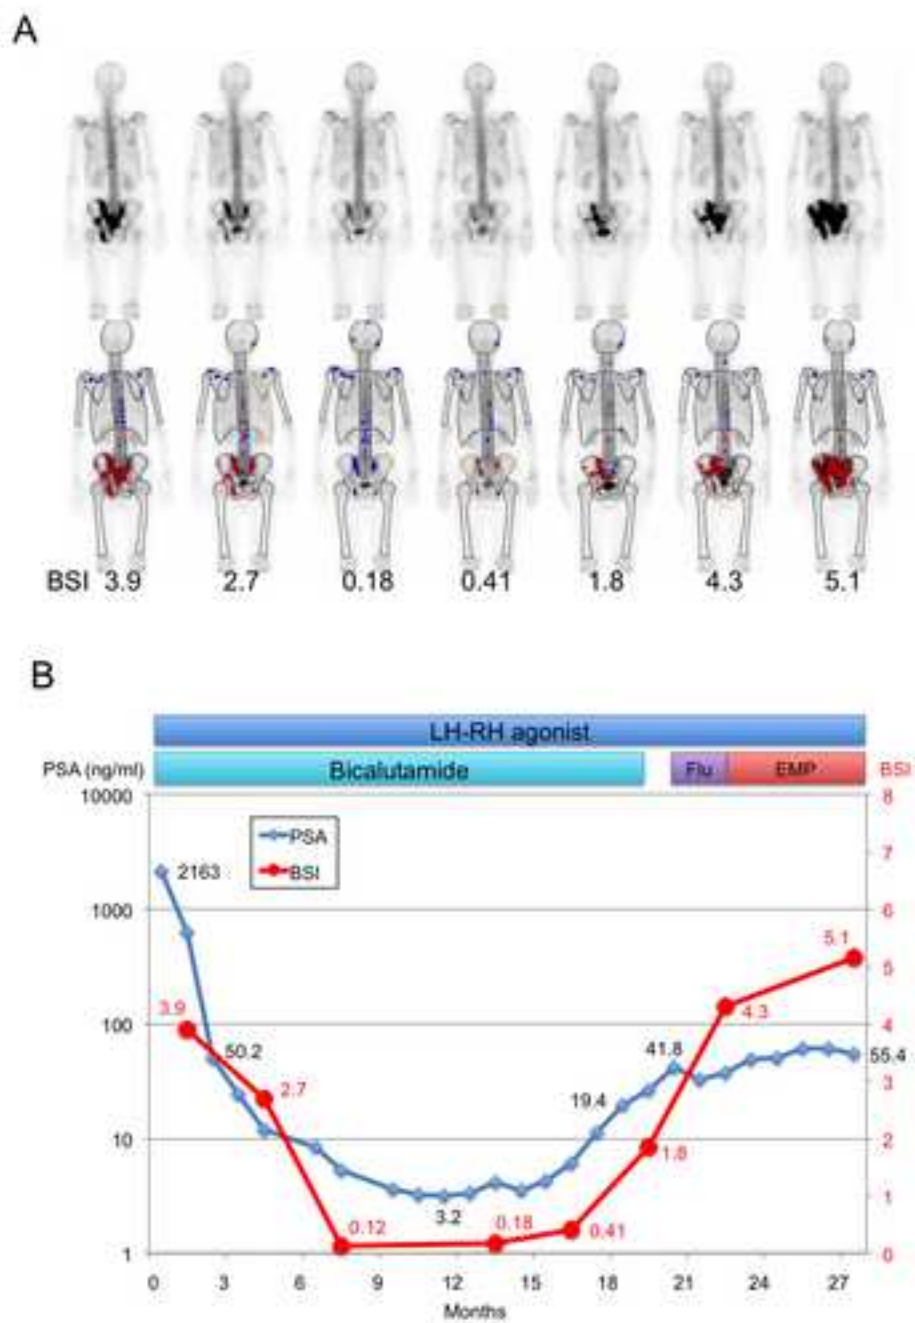 A
BSI 3.9 2.7 0.18 0.41 1.8 4.3 5.1
B
LH-RH agonist
PSA (ng/ml) Bicalutamide Flu EMP BSI
10000 8
PSA
BSI
7
2163
1000 6
5.1
5
3.9
100 4
50.2 41.8 4.3 55.4
3
2.7 19.4
10 2
1.8
1
3.2
0.12 0.18 0.41
1 0
0 3 6 9 12 15 18 21 24 27
Months